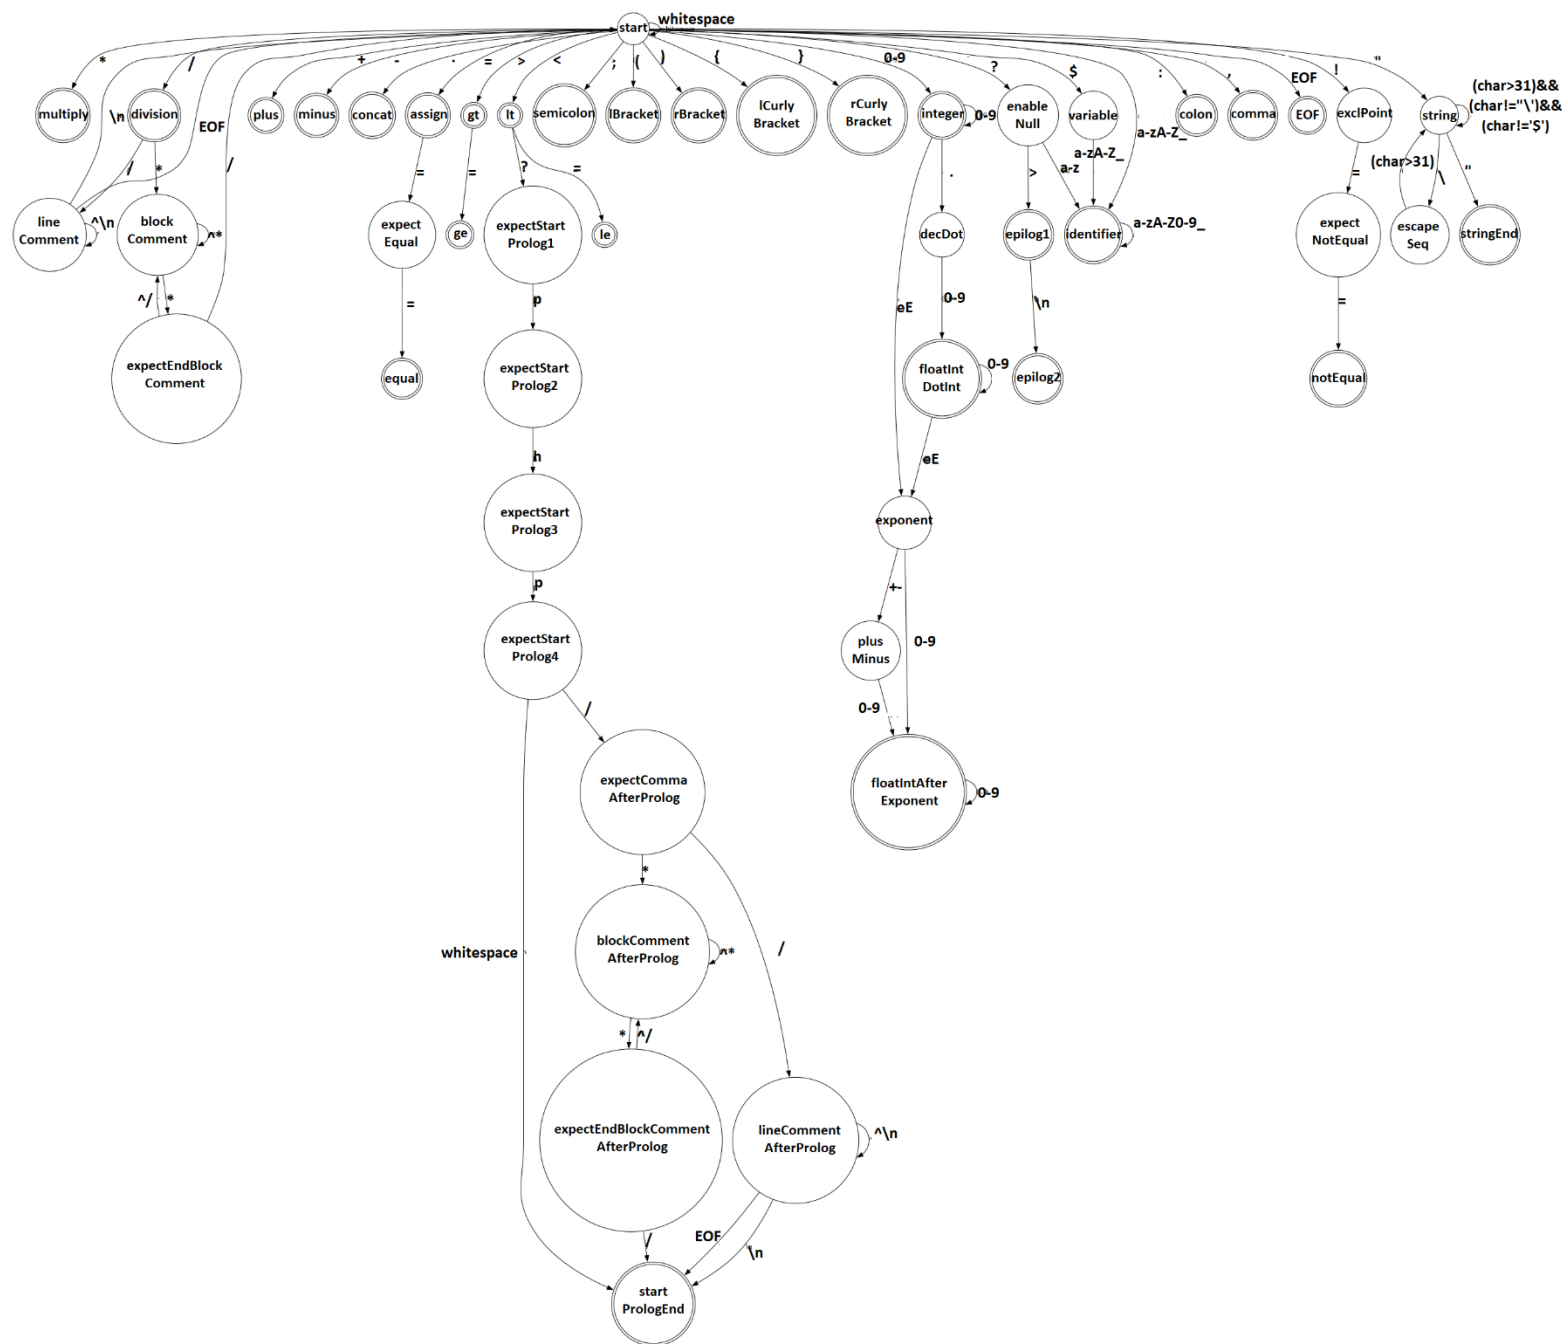 start
whitespace
*
/
+
-
.
=
>
<
;
(
)
{
}
0-9
?
$
:
,
EOF
!
"
multiply
\n
division
EOF
/
plus
minus
concat
assign
gt
lt
semicolon
lBracket
rBracket
lCurly
Bracket
rCurly
Bracket
integer
0-9
enable
Null
variable
a-zA-Z_
colon
comma
EOF
exclPoint
string
(char>31)&&
(char!="\')&&
(char!='$')
/
*
=
=
?
=
.
>
a-z
a-zA-Z_
=
(char>31)
\
"
line
Comment
^\n
block
Comment
^*
expect
Equal
ge
expectStart
Prolog1
le
decDot
epilog1
identifier
a-zA-Z0-9_
expect
NotEqual
escape
Seq
stringEnd
^/
*
=
p
eE
0-9
\n
=
expectEndBlock
Comment
equal
expectStart
Prolog2
floatInt
DotInt
0-9
epilog2
notEqual
h
eE
expectStart
Prolog3
exponent
p
+-
0-9
expectStart
Prolog4
plus
Minus
/
0-9
expectComma
AfterProlog
floatIntAfter
Exponent
0-9
*
/
whitespace
blockComment
AfterProlog
^*
*
^/
expectEndBlockComment
AfterProlog
lineComment
AfterProlog
^\n
/
EOF
\n
start
PrologEnd